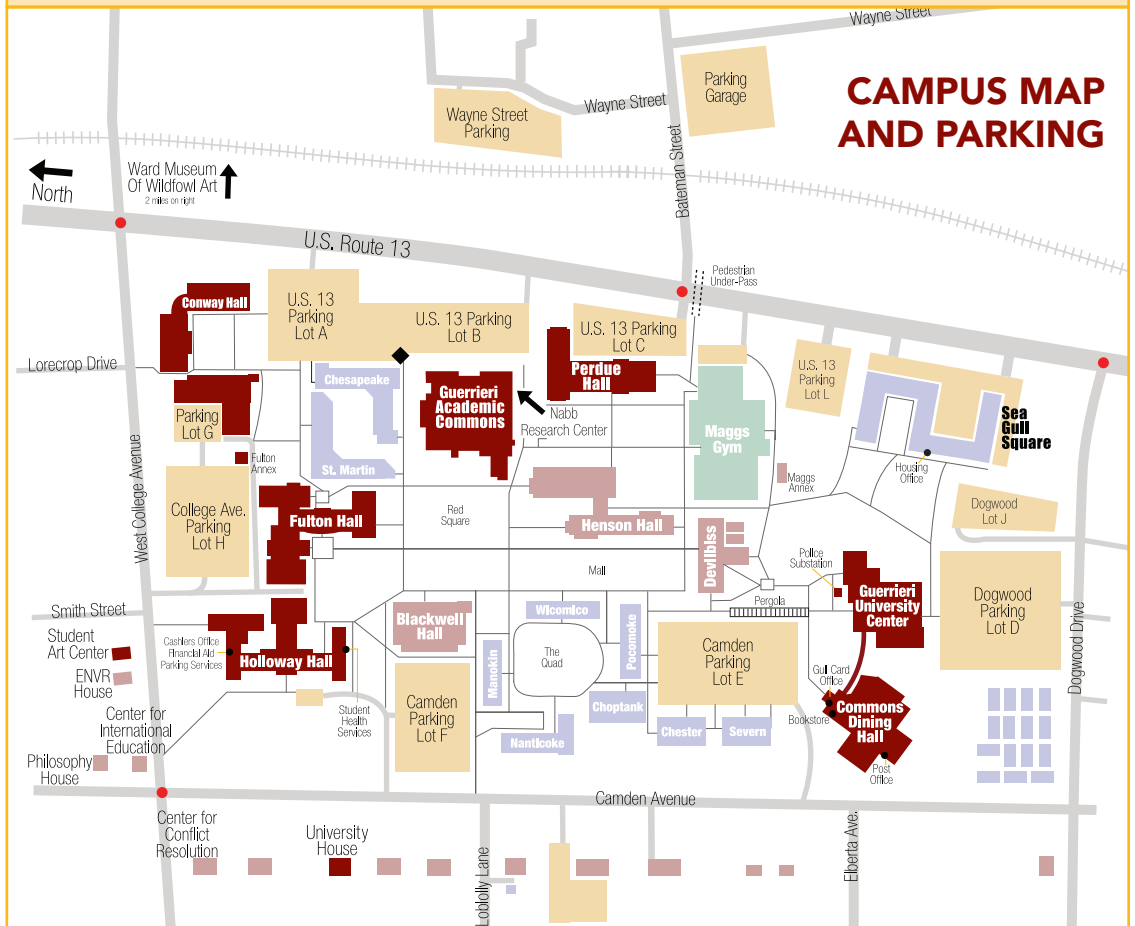 Wayne Street
CAMPUS MAP
AND PARKING
Parking
Garage
Wayne Street
Wayne Street
Parking
Bateman Street
North
Ward Museum
Of Wildfowl Art
2 miles on right
U.S. Route 13
Pedestrian
Under-Pass
Conway Hall
U.S. 13
Parking
Lot A
U.S. 13 Parking
Lot B
U.S. 13 Parking
Lot C
Lorecrop Drive
Chesapeake
Perdue
Hall
U.S. 13
Parking
Lot L
Guerrieri
Academic
Commons
Nabb
Research Center
Parking
Lot G
Maggs
Gym
Sea
Gull
Square
Housing
Office
Fulton
Annex
St. Martin
Maggs
Annex
West College Avenue
College Ave.
Parking
Lot H
Fulton Hall
Red
Square
Henson Hall
Dogwood
Lot J
Devilbiss
Mall
Police
Substation
Guerrieri
University
Center
Dogwood
Parking
Lot D
Dogwood Drive
Smith Street
Pergola
Wicomico
Blackwell
Hall
Pocomoke
Student
Art Center
Cashiers Office
Financial Aid
Parking Services
Holloway Hall
The
Quad
Camden
Parking
Lot E
Manokin
ENVR
House
Gull Card
Office
Bookstore
Commons
Dining
Hall
Camden
Parking
Lot F
Choptank
Student
Health
Services
Center for
International
Education
Chester
Severn
Nanticoke
Philosophy
House
Post
Office
Camden Avenue
Center for
Conflict
Resolution
University
House
Loblolly Lane
Elberta Ave.